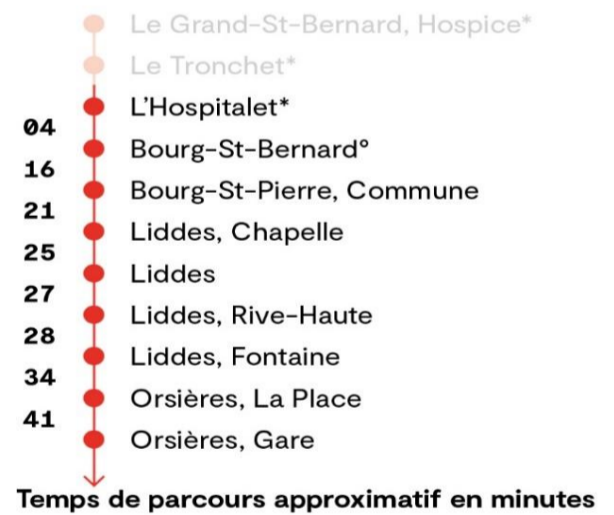 Le Grand-St-Bernard, Hospice*
Le Tronchet*
L'Hospitalet*
04
Bourg-St-Bernard°
16
Bourg-St-Pierre, Commune
21
Liddes, Chapelle
25
Liddes
27
Liddes, Rive-Haute
28
Liddes, Fontaine
34
Orsières, La Place
41
Orsières, Gare
Temps de parcours approximatif en minutes